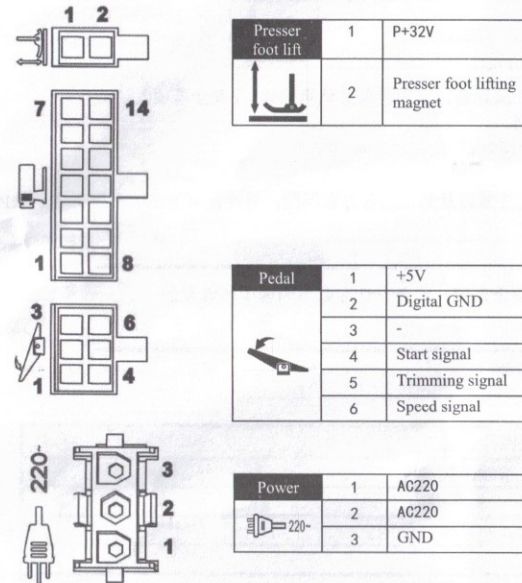 1 2
Presser 1 P+32V
foot lift
2 Presser foot lifting
magnet
7 14
1 8
Pedal 1 +5V
2 Digital GND
3 -
4 Start signal
5 Trimming signal
6 Speed signal
3 6
1 4
220~
3
2
1
Power 1 AC220
220~ 2 AC220
3 GND